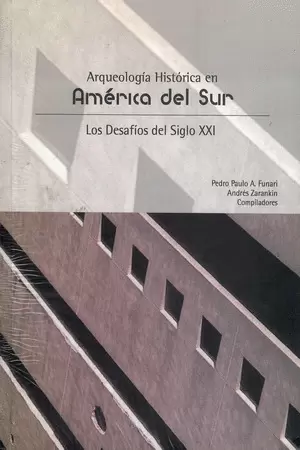 Arqueología Histórica en
América del Sur
Los Desafíos del Siglo XXI
Pedro Paulo A. Funari
Andrés Zarankin
Compiladores